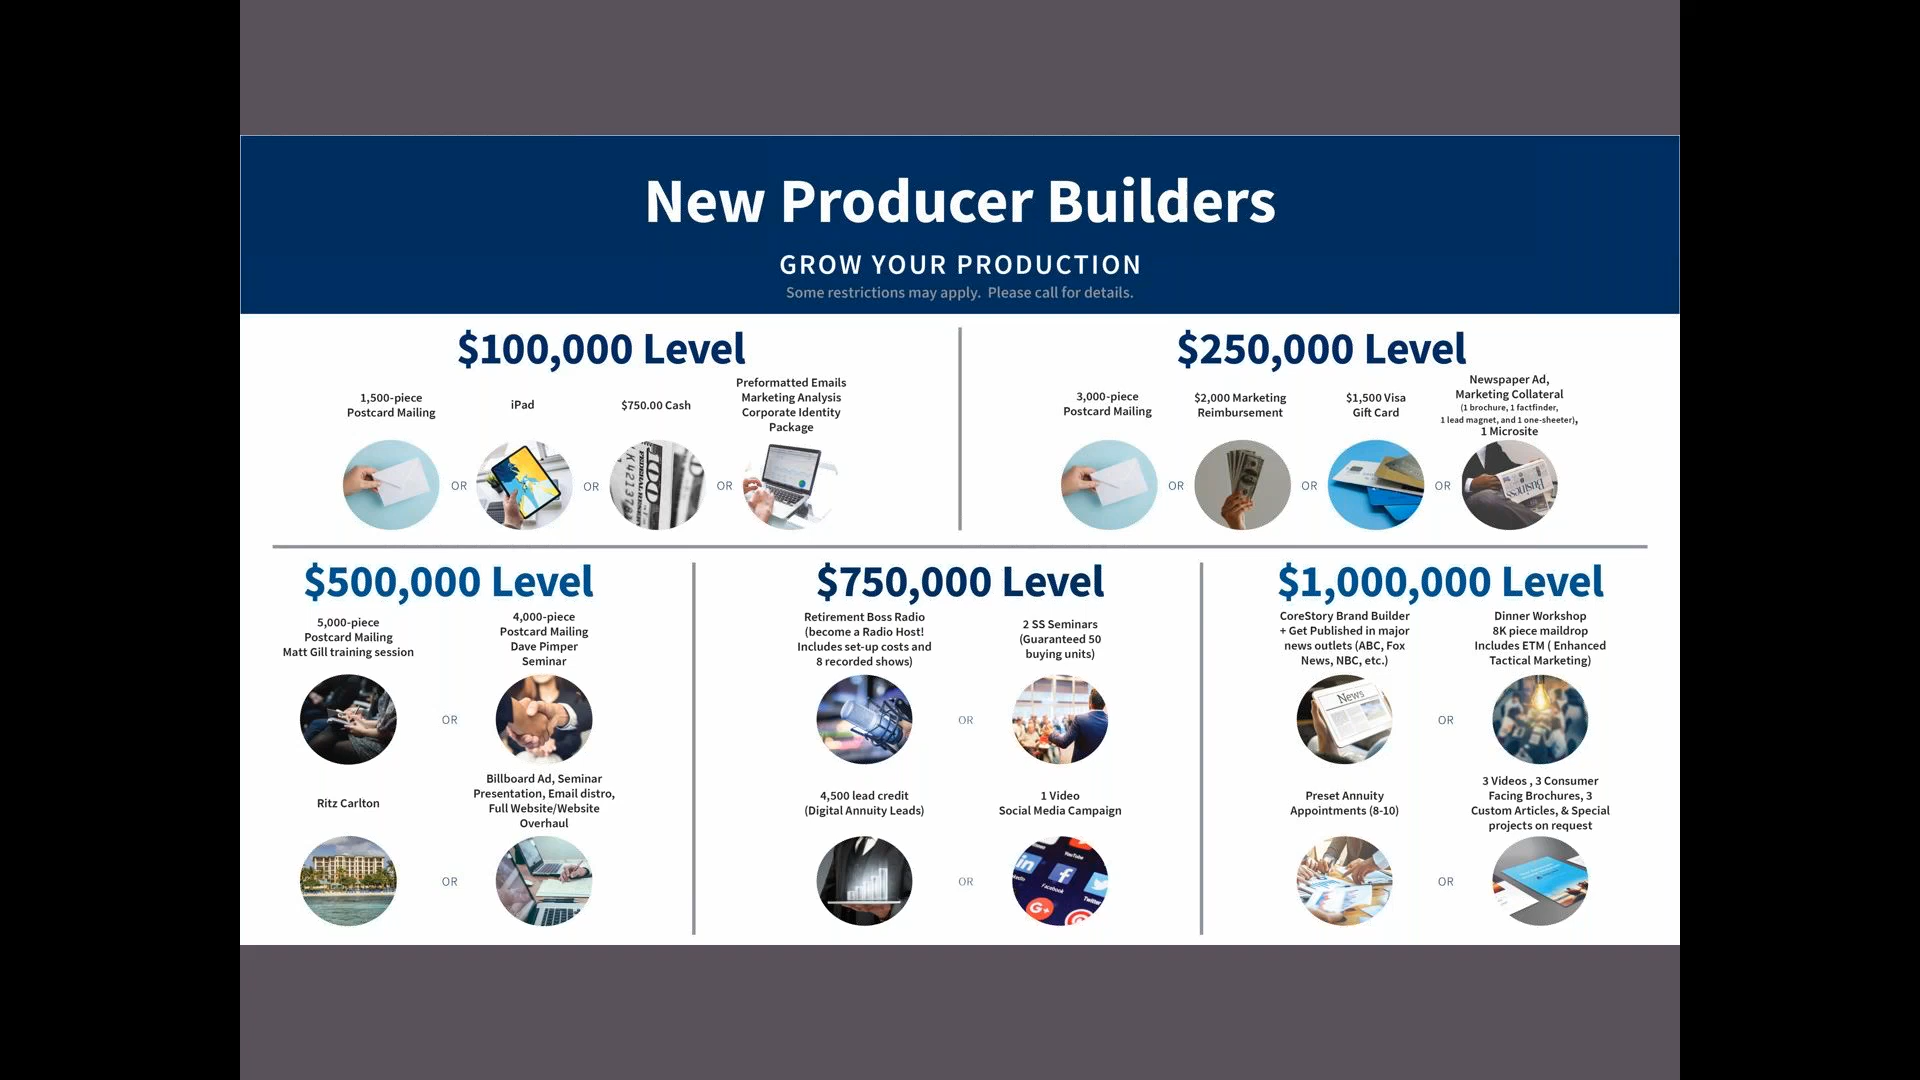 New Producer Builders
GROW YOUR PRODUCTION
Some restrictions may apply.  Please call for details.
$100,000 Level
1,500-piece
Postcard Mailing
OR
iPad
OR
$750.00 Cash
OR
Preformatted Emails
Marketing Analysis
Corporate Identity
Package
$250,000 Level
3,000-piece
Postcard Mailing
OR
$2,000 Marketing
Reimbursement
OR
$1,500 Visa
Gift Card
OR
Newspaper Ad,
Marketing Collateral
(1 brochure, 1 factfinder,
1 lead magnet, and 1 one-sheeter),
1 Microsite
Business
$500,000 Level
5,000-piece
Postcard Mailing
Matt Gill training session
OR
4,000-piece
Postcard Mailing
Dave Pimper
Seminar
Ritz Carlton
OR
Billboard Ad, Seminar
Presentation, Email distro,
Full Website/Website
Overhaul
$750,000 Level
Retirement Boss Radio
(become a Radio Host!
Includes set-up costs and
8 recorded shows)
OR
2 SS Seminars
(Guaranteed 50
buying units)
4,500 lead credit
(Digital Annuity Leads)
OR
1 Video
Social Media Campaign
YouTube
Facebook
Twitter
$1,000,000 Level
CoreStory Brand Builder
+ Get Published in major
news outlets (ABC, Fox
News, NBC, etc.)
News
OR
Dinner Workshop
8K piece maildrop
Includes ETM ( Enhanced
Tactical Marketing)
Preset Annuity
Appointments (8-10)
OR
3 Videos , 3 Consumer
Facing Brochures, 3
Custom Articles, & Special
projects on request